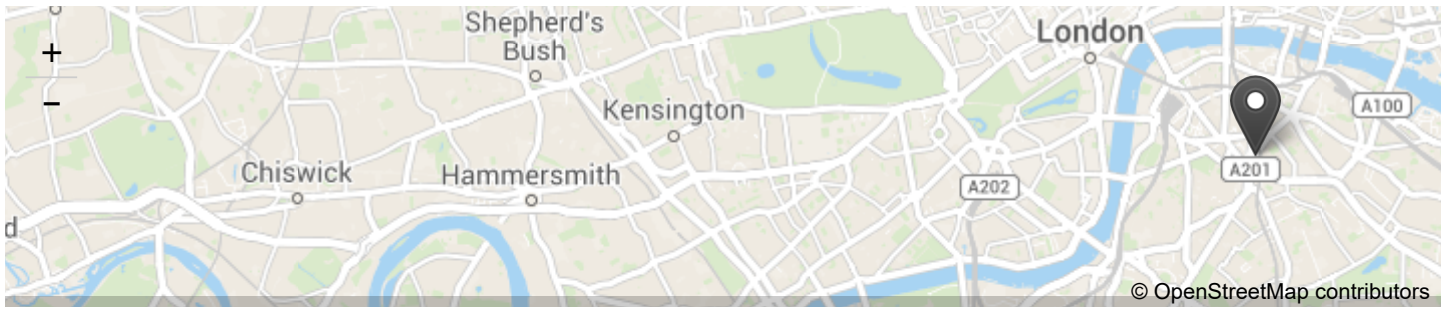 Shepherd's
Bush
London
+
-
Kensington
A100
Chiswick
Hammersmith
A202
A201
d
© OpenStreetMap contributors